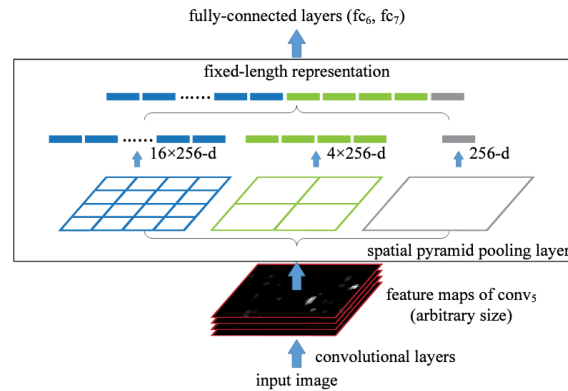 fully-connected layers (fc₆, fc₇)
fixed-length representation
......
......
16×256-d
4×256-d
256-d
spatial pyramid pooling layer
feature maps of conv₅
(arbitrary size)
convolutional layers
input image